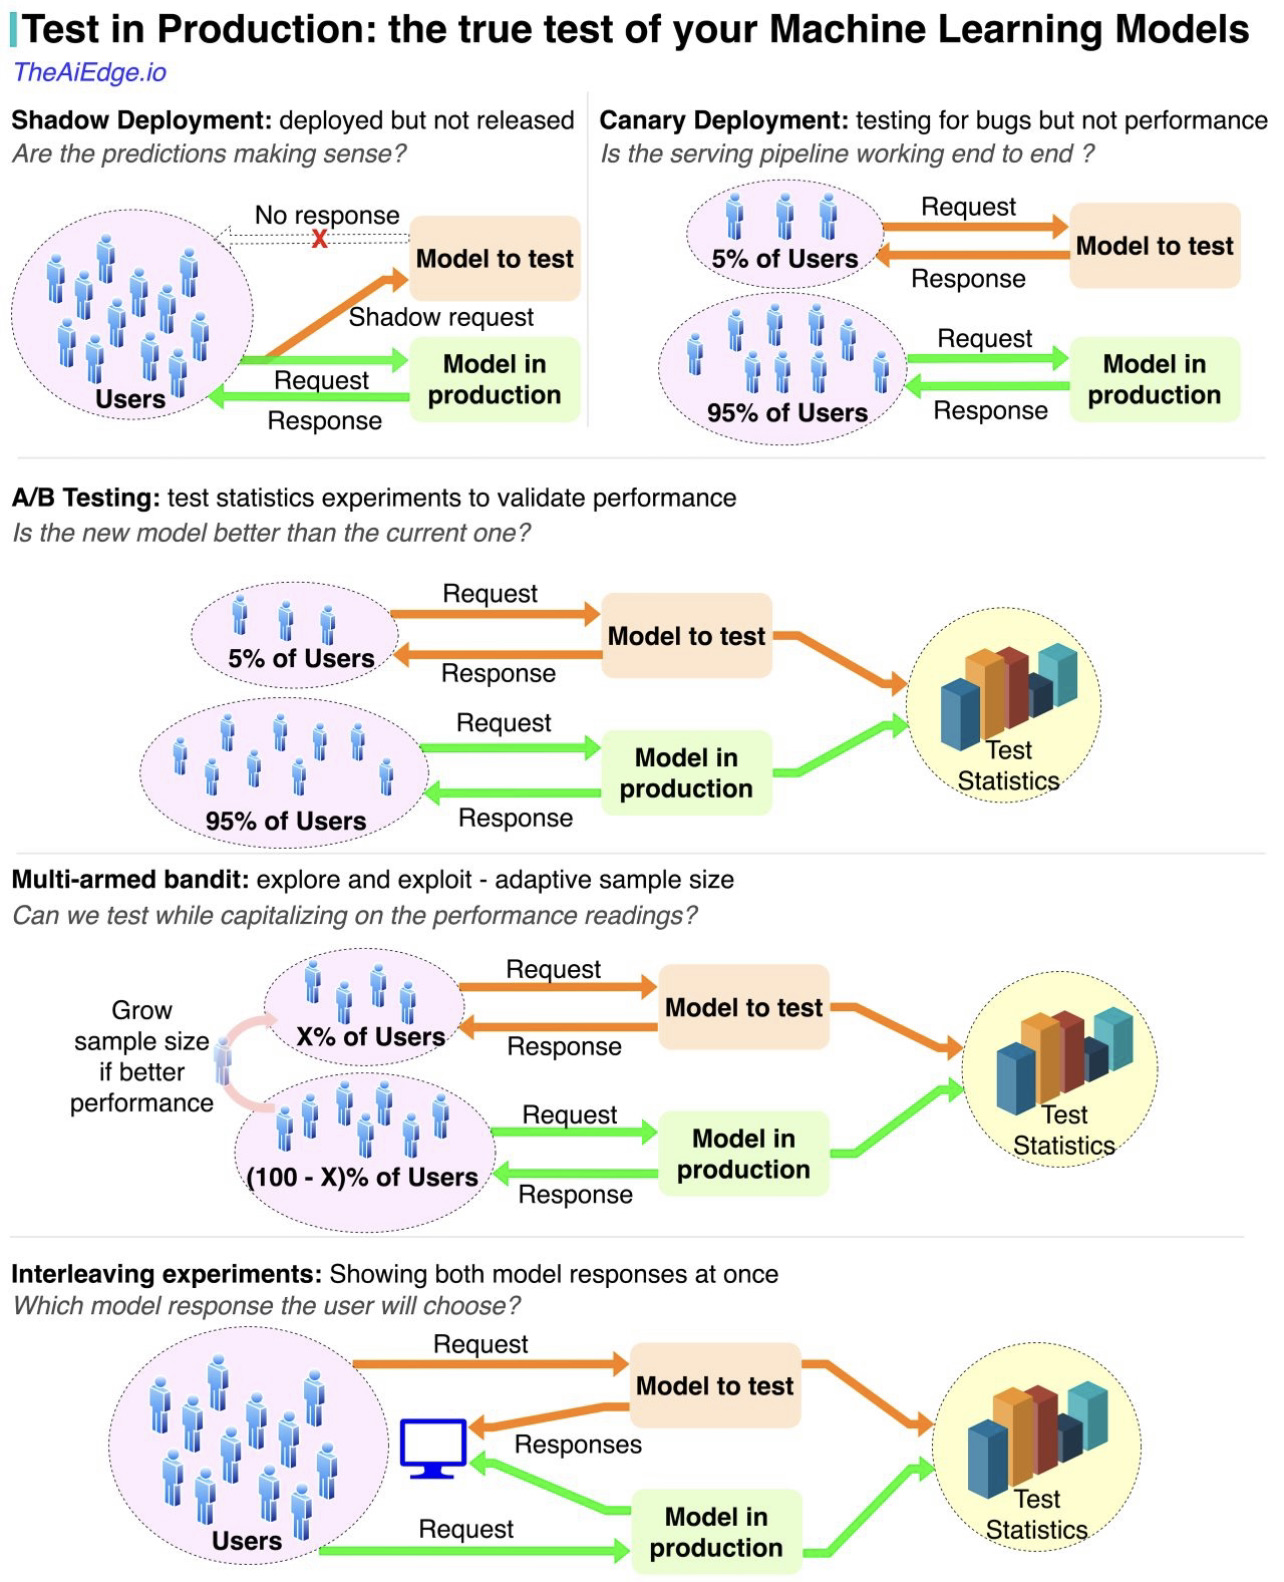 Test in Production: the true test of your Machine Learning Models
TheAiEdge.io
Shadow Deployment: deployed but not released
Are the predictions making sense?
No response
X
Model to test
Shadow request
Model in
production
Request
Response
Users
Canary Deployment: testing for bugs but not performance
Is the serving pipeline working end to end ?
5% of Users
Request
Response
Model to test
95% of Users
Request
Response
Model in
production
A/B Testing: test statistics experiments to validate performance
Is the new model better than the current one?
5% of Users
Request
Response
Model to test
95% of Users
Request
Response
Model in
production
Test
Statistics
Multi-armed bandit: explore and exploit - adaptive sample size
Can we test while capitalizing on the performance readings?
Grow
sample size
if better
performance
X% of Users
Request
Response
Model to test
(100 - X)% of Users
Request
Response
Model in
production
Test
Statistics
Interleaving experiments: Showing both model responses at once
Which model response the user will choose?
Users
Request
Model to test
Responses
Request
Model in
production
Test
Statistics